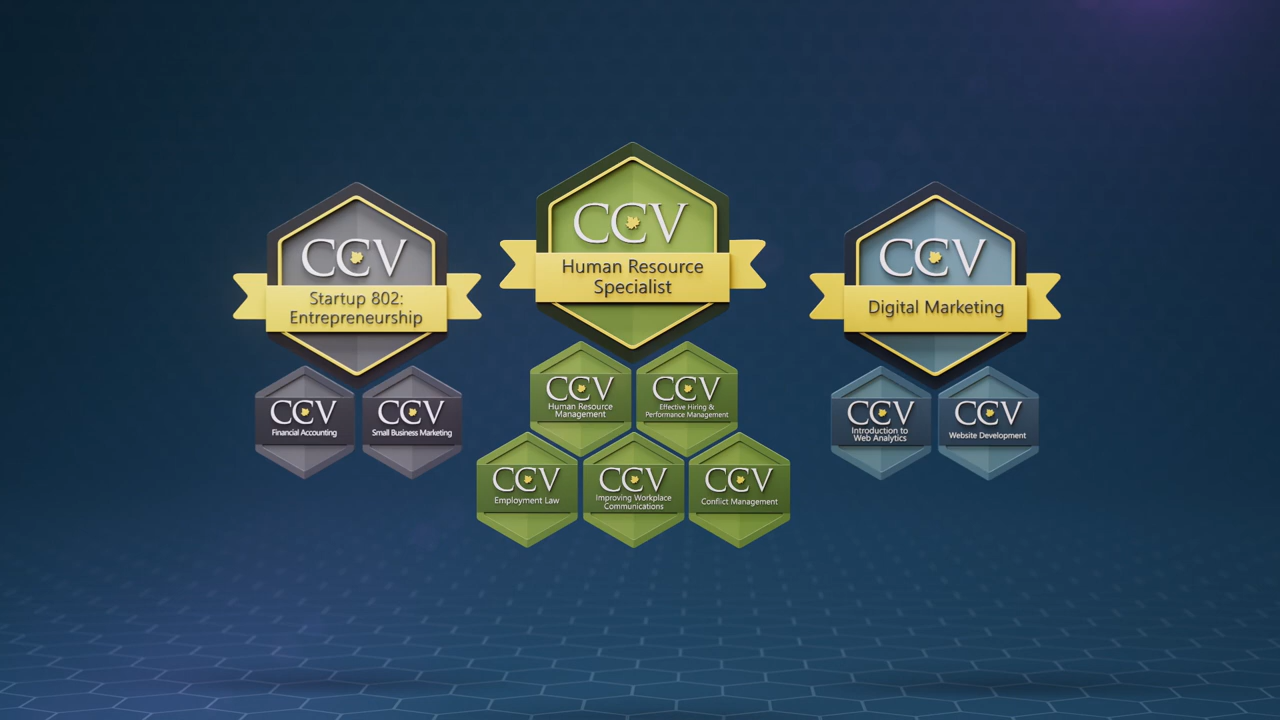 CCV
Startup 802:
Entrepreneurship
CCV
Financial Accounting
CCV
Small Business Marketing
CCV
Human Resource
Specialist
CCV
Human Resource
Management
CCV
Effective Hiring &
Performance Management
CCV
Employment Law
CCV
Improving Workplace
Communications
CCV
Conflict Management
CCV
Digital Marketing
CCV
Introduction to
Web Analytics
CCV
Website Development